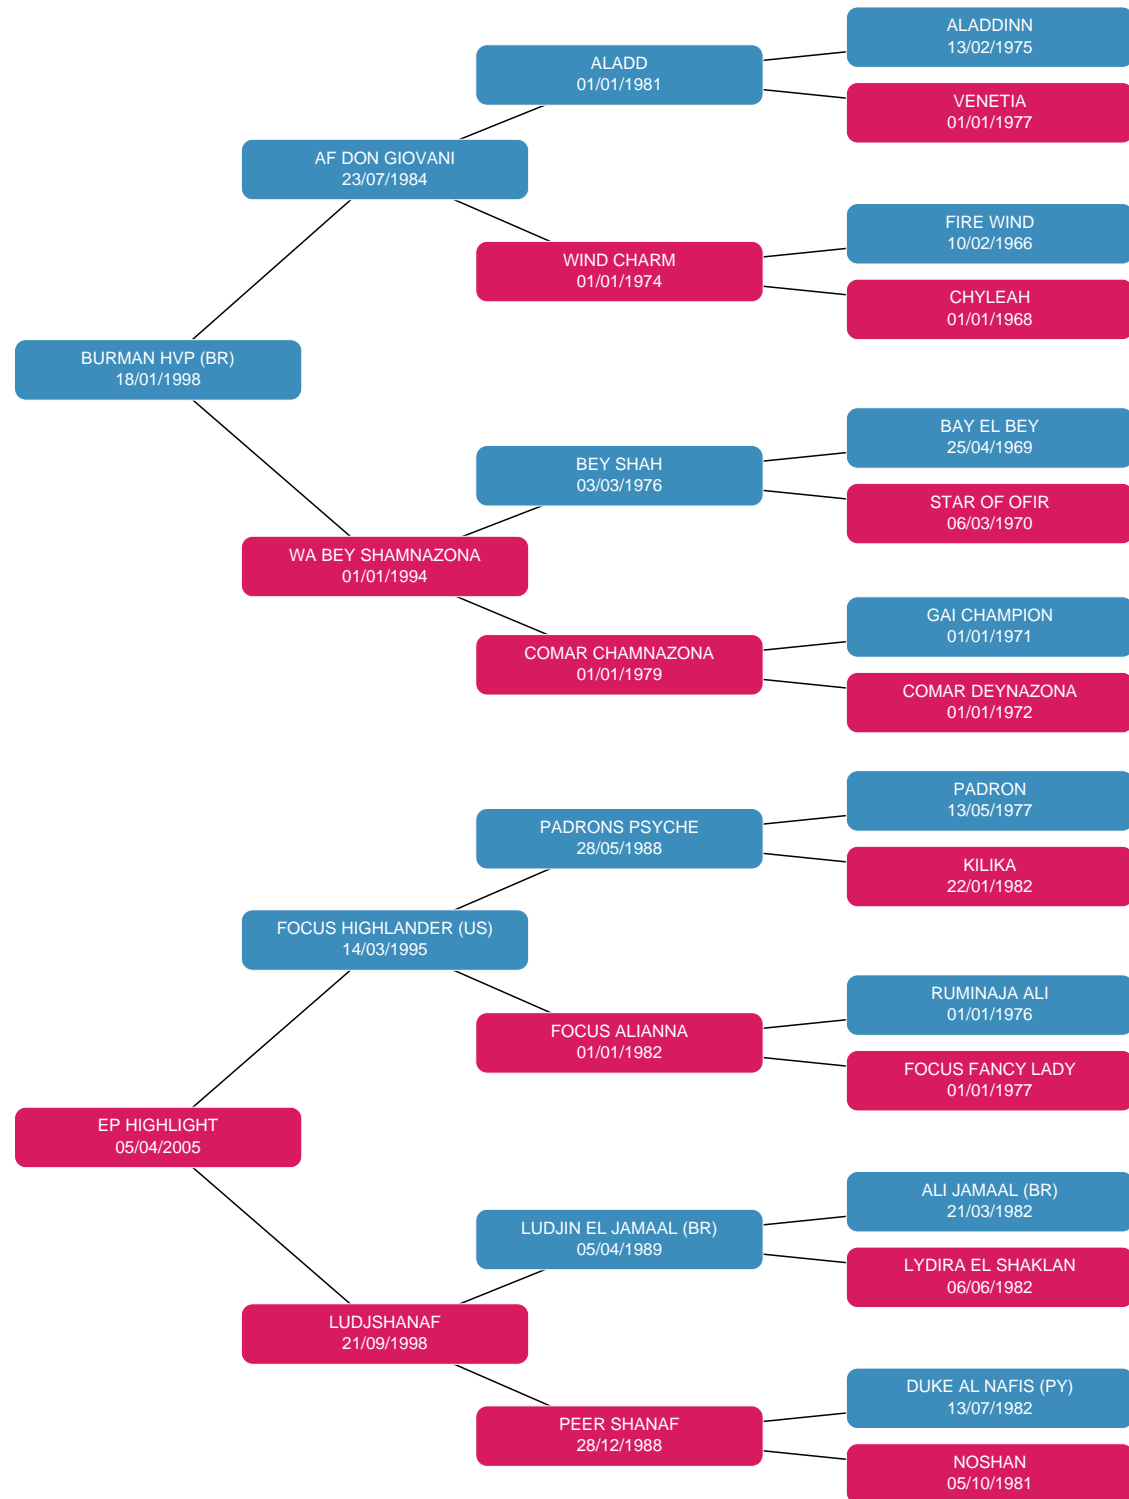 ALADDINN
13/02/1975
ALADD
01/01/1981
VENETIA
01/01/1977
AF DON GIOVANI
23/07/1984
FIRE WIND
10/02/1966
WIND CHARM
01/01/1974
CHYLEAH
01/01/1968
BURMAN HVP (BR)
18/01/1998
BAY EL BEY
25/04/1969
BEY SHAH
03/03/1976
STAR OF OFIR
06/03/1970
WA BEY SHAMNAZONA
01/01/1994
GAI CHAMPION
01/01/1971
COMAR CHAMNAZONA
01/01/1979
COMAR DEYNAZONA
01/01/1972
PADRON
13/05/1977
PADRONS PSYCHE
28/05/1988
KILIKA
22/01/1982
FOCUS HIGHLANDER (US)
14/03/1995
RUMINAJA ALI
01/01/1976
FOCUS ALIANNA
01/01/1982
FOCUS FANCY LADY
01/01/1977
EP HIGHLIGHT
05/04/2005
ALI JAMAAL (BR)
21/03/1982
LUDJIN EL JAMAAL (BR)
05/04/1989
LYDIRA EL SHAKLAN
06/06/1982
LUDJSHANAF
21/09/1998
DUKE AL NAFIS (PY)
13/07/1982
PEER SHANAF
28/12/1988
NOSHAN
05/10/1981